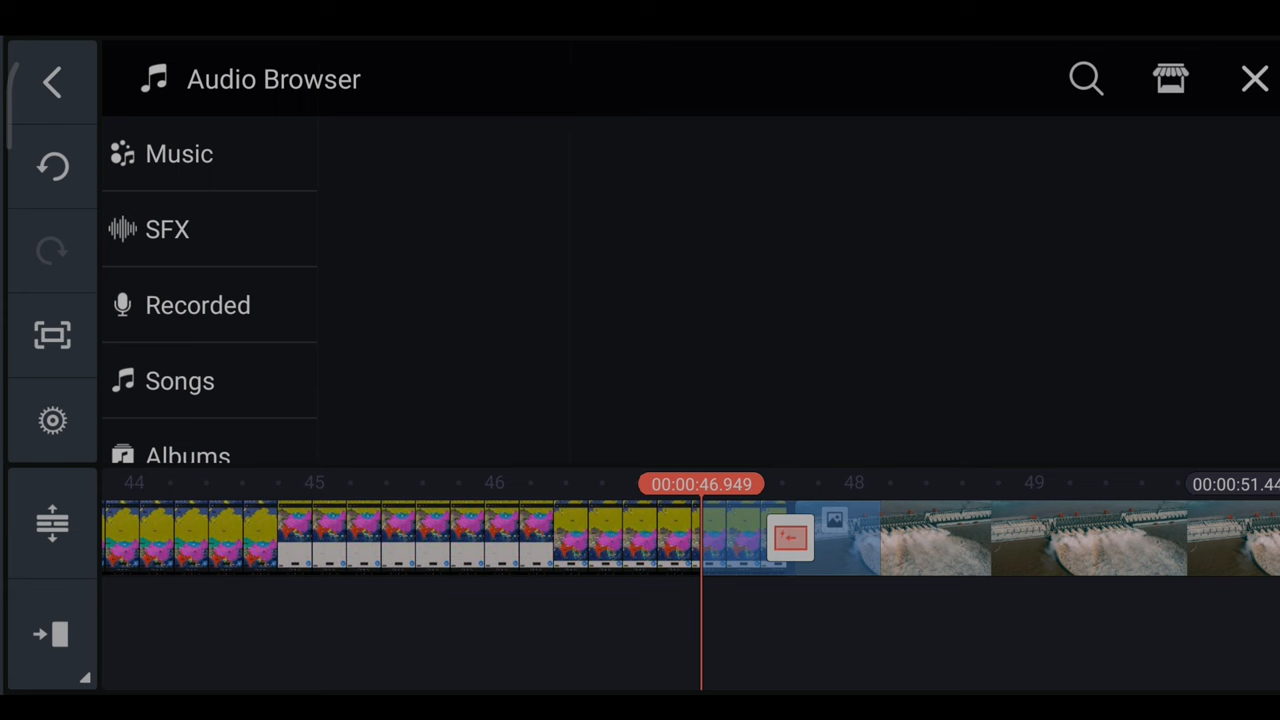 Audio Browser
Music
SFX
Recorded
Songs
Albums
44
45
46
00:00:46.949
48
49
00:00:51.44